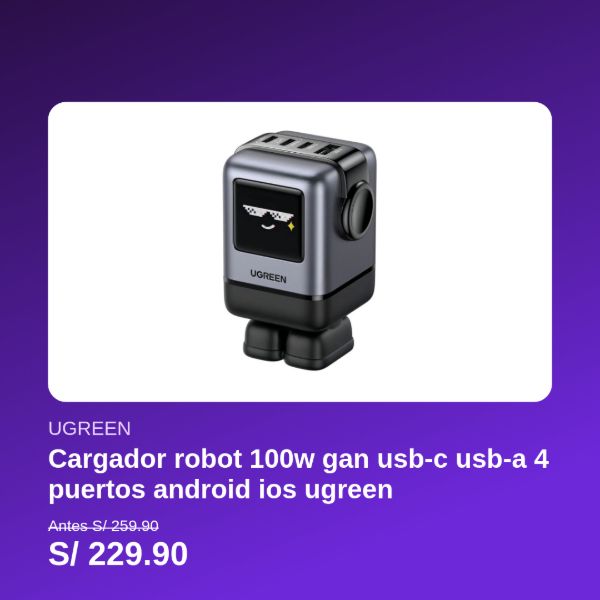 UGREEN
UGREEN
Cargador robot 100w gan usb-c usb-a 4
puertos android ios ugreen
Antes S/ 259.90
S/ 229.90